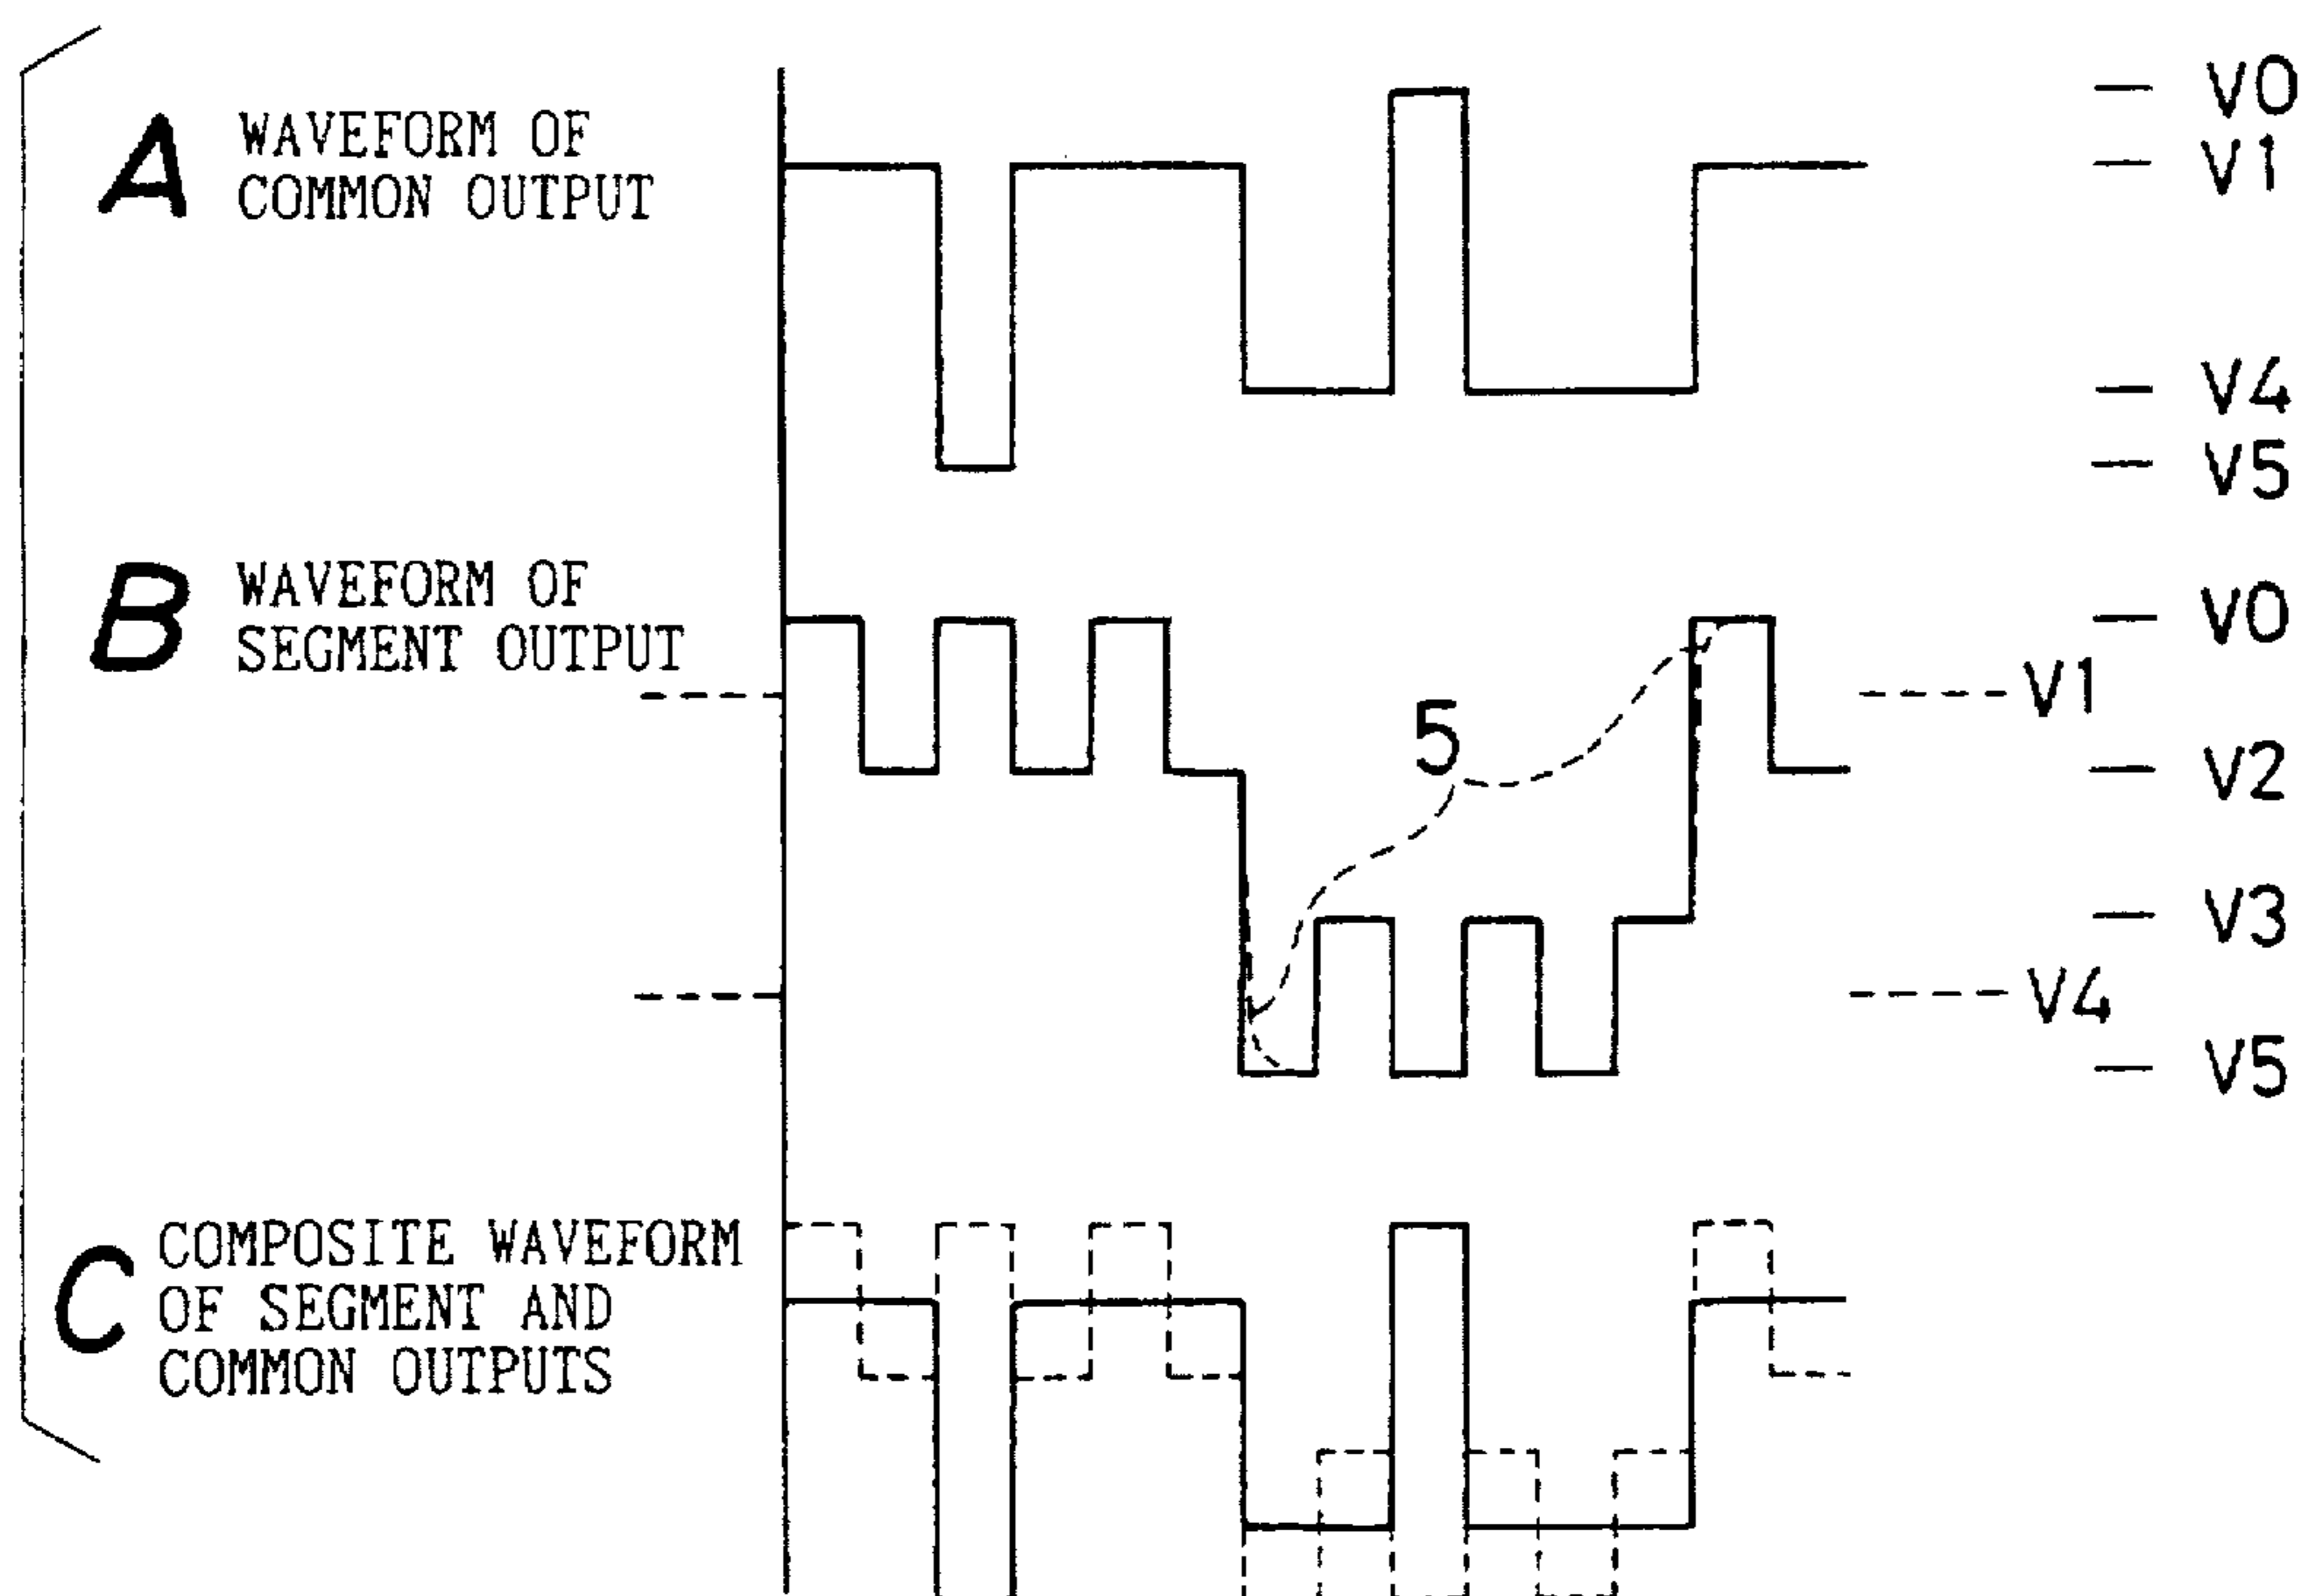 A WAVEFORM OF
COMMON OUTPUT
V0
V1
V4
V5
B WAVEFORM OF
SEGMENT OUTPUT
V0
V1
5
V2
V3
V4
V5
C COMPOSITE WAVEFORM
OF SEGMENT AND
COMMON OUTPUTS